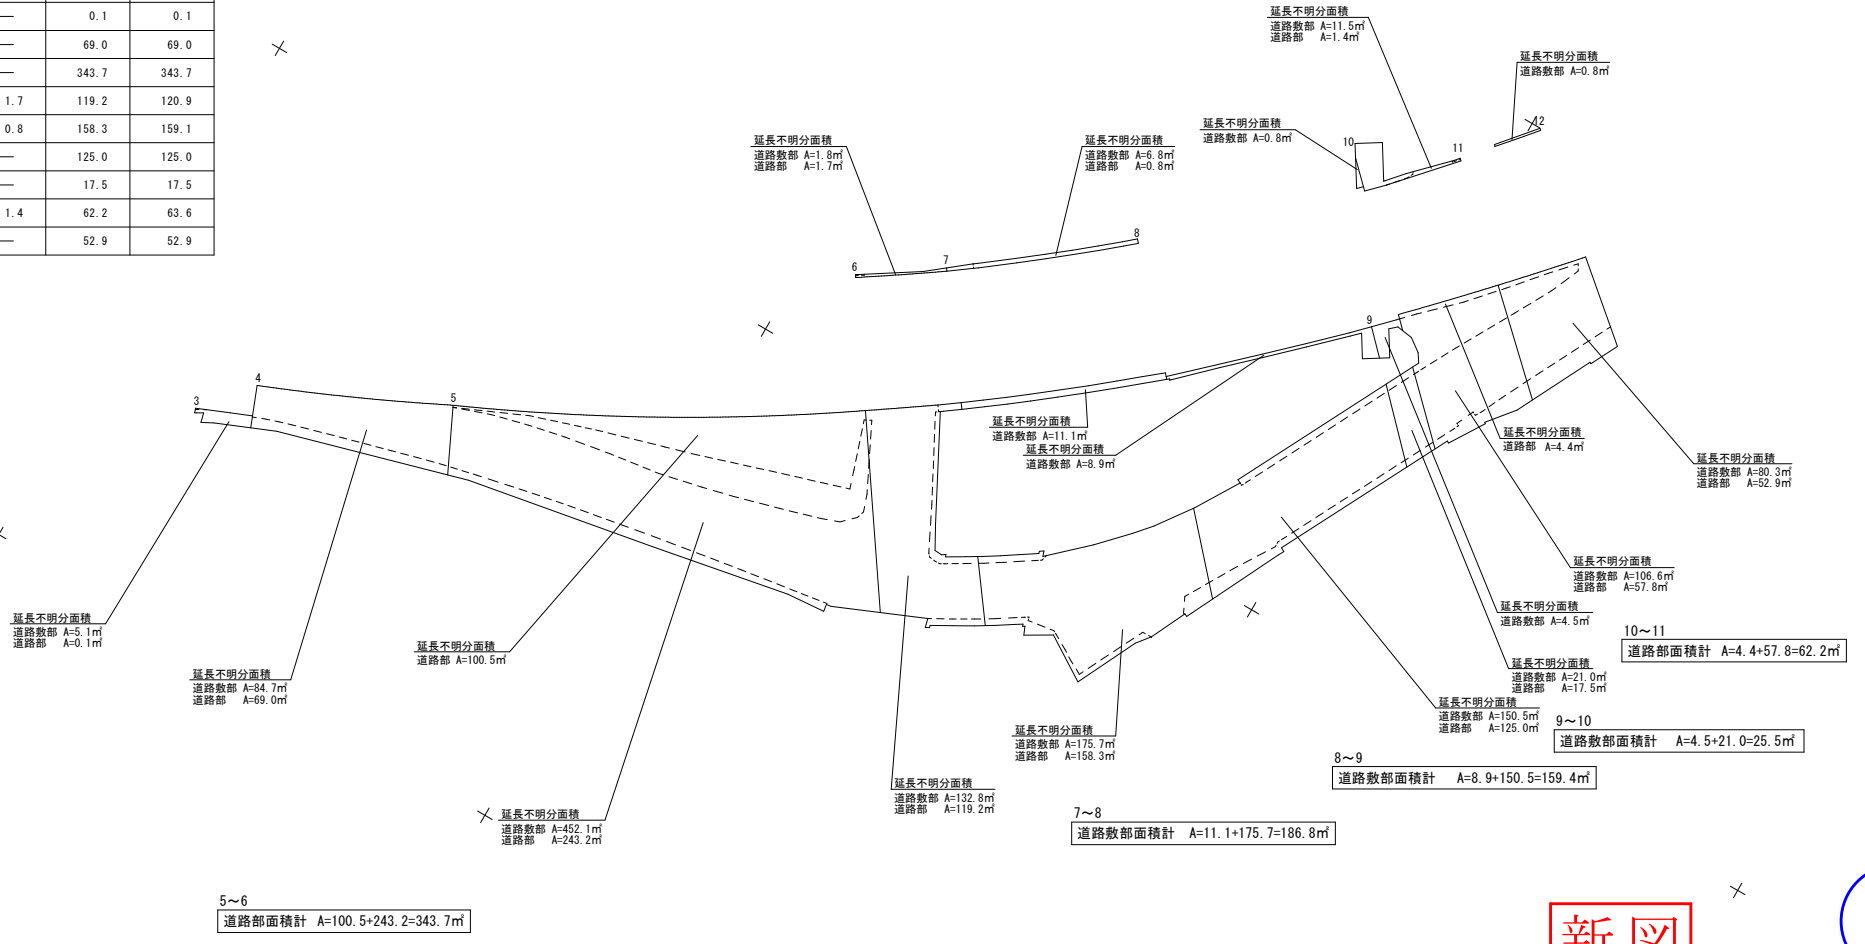 — 0.1 0.1
— 69.0 69.0
— 343.7 343.7
1.7 119.2 120.9
0.8 158.3 159.1
— 125.0 125.0
— 17.5 17.5
1.4 62.2 63.6
— 52.9 52.9
延長不明分面積
道路敷部 A=11.5㎡
道路部 A=1.4㎡
延長不明分面積
道路敷部 A=0.8㎡
延長不明分面積
道路敷部 A=0.8㎡
10
11
12
延長不明分面積
道路敷部 A=1.8㎡
道路部 A=1.7㎡
延長不明分面積
道路敷部 A=6.8㎡
道路部 A=0.8㎡
6
7
8
9
3
4
5
延長不明分面積
道路敷部 A=11.1㎡
延長不明分面積
道路敷部 A=8.9㎡
延長不明分面積
道路部 A=4.4㎡
延長不明分面積
道路敷部 A=80.3㎡
道路部 A=52.9㎡
延長不明分面積
道路敷部 A=106.6㎡
道路部 A=57.8㎡
延長不明分面積
道路敷部 A=4.5㎡
延長不明分面積
道路敷部 A=5.1㎡
道路部 A=0.1㎡
延長不明分面積
道路敷部 A=84.7㎡
道路部 A=69.0㎡
延長不明分面積
道路部 A=100.5㎡
10～11
道路部面積計 A=4.4+57.8=62.2㎡
延長不明分面積
道路敷部 A=21.0㎡
道路部 A=17.5㎡
延長不明分面積
道路敷部 A=150.5㎡
道路部 A=125.0㎡
9～10
道路敷部面積計 A=4.5+21.0=25.5㎡
延長不明分面積
道路敷部 A=175.7㎡
道路部 A=158.3㎡
8～9
道路敷部面積計 A=8.9+150.5=159.4㎡
延長不明分面積
道路敷部 A=132.8㎡
道路部 A=119.2㎡
延長不明分面積
道路敷部 A=452.1㎡
道路部 A=243.2㎡
7～8
道路敷部面積計 A=11.1+175.7=186.8㎡
5～6
道路部面積計 A=100.5+243.2=343.7㎡
新図